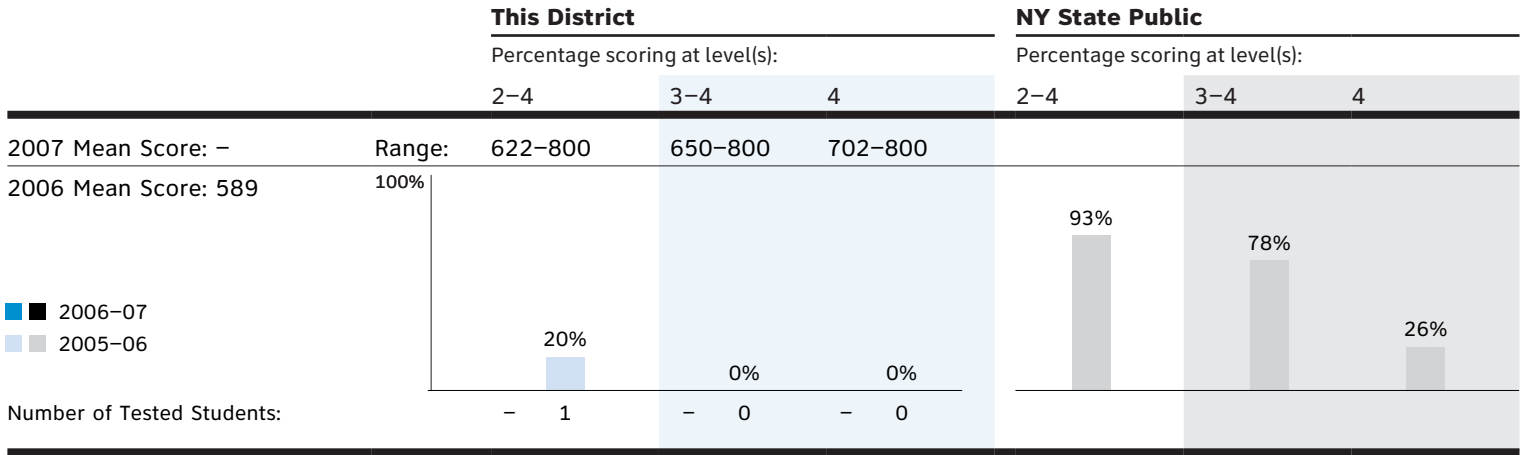 This District NY State Public
Percentage scoring at level(s): Percentage scoring at level(s):
2–4 3–4 4 2–4 3–4 4
2007 Mean Score: – Range: 622–800 650–800 702–800
2006 Mean Score: 589 100%
93%
78%
2006–07
26%
20%
2005–06
0% 0%
Number of Tested Students: – 1 – 0 – 0